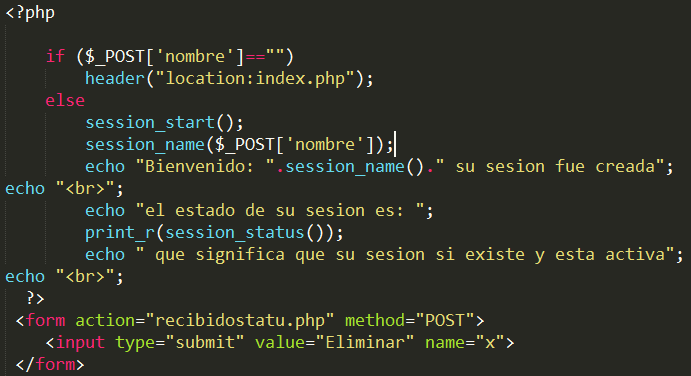 <?php
if ($_POST['nombre']=="")
header("location:index.php");
else
session_start();
session_name($_POST['nombre']);
echo "Bienvenido: ".session_name()." su sesion fue creada";
echo "<br>";
echo "el estado de su sesion es: ";
print_r(session_status());
echo " que significa que su sesion si existe y esta activa";
echo "<br>";
?>
<form action="recibidostatu.php" method="POST">
<input type="submit" value="Eliminar" name="x">
</form>